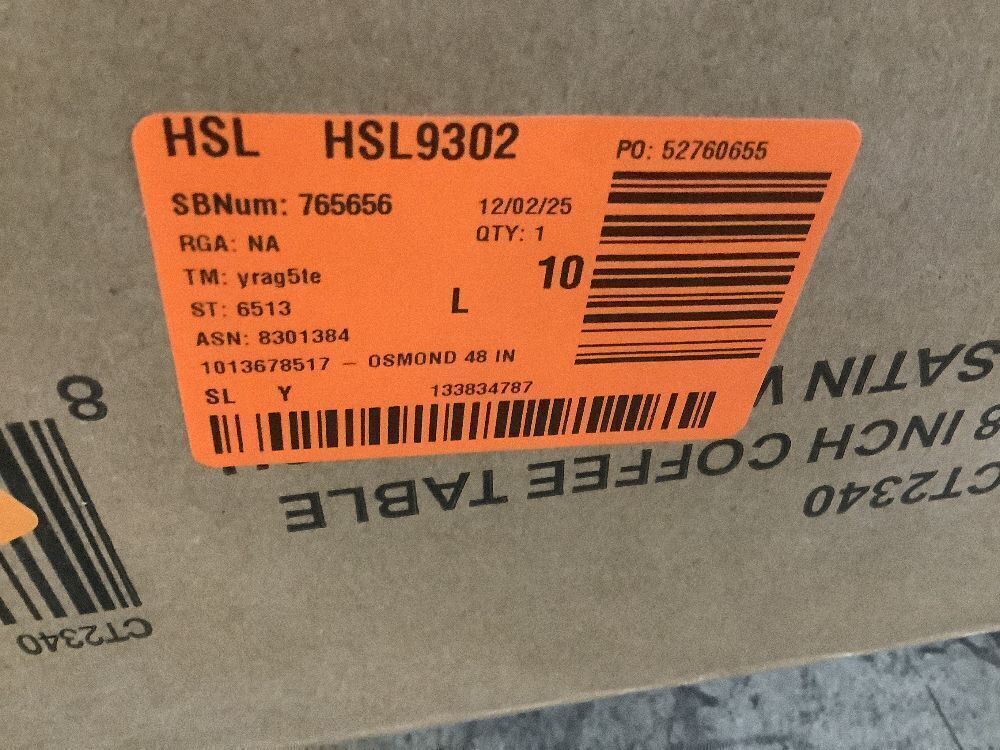 HSL HSL9302
PO: 52760655
SBNum: 765656
12/02/25
RGA: NA
QTY: 1
TM: yrag5le
10
ST: 6513
L
ASN: 8301384
1013678517 – OSMOND 48 IN
SL Y 133834787
CT2340
8 INCH COFFEE TABLE
SATIN
8
CT2340